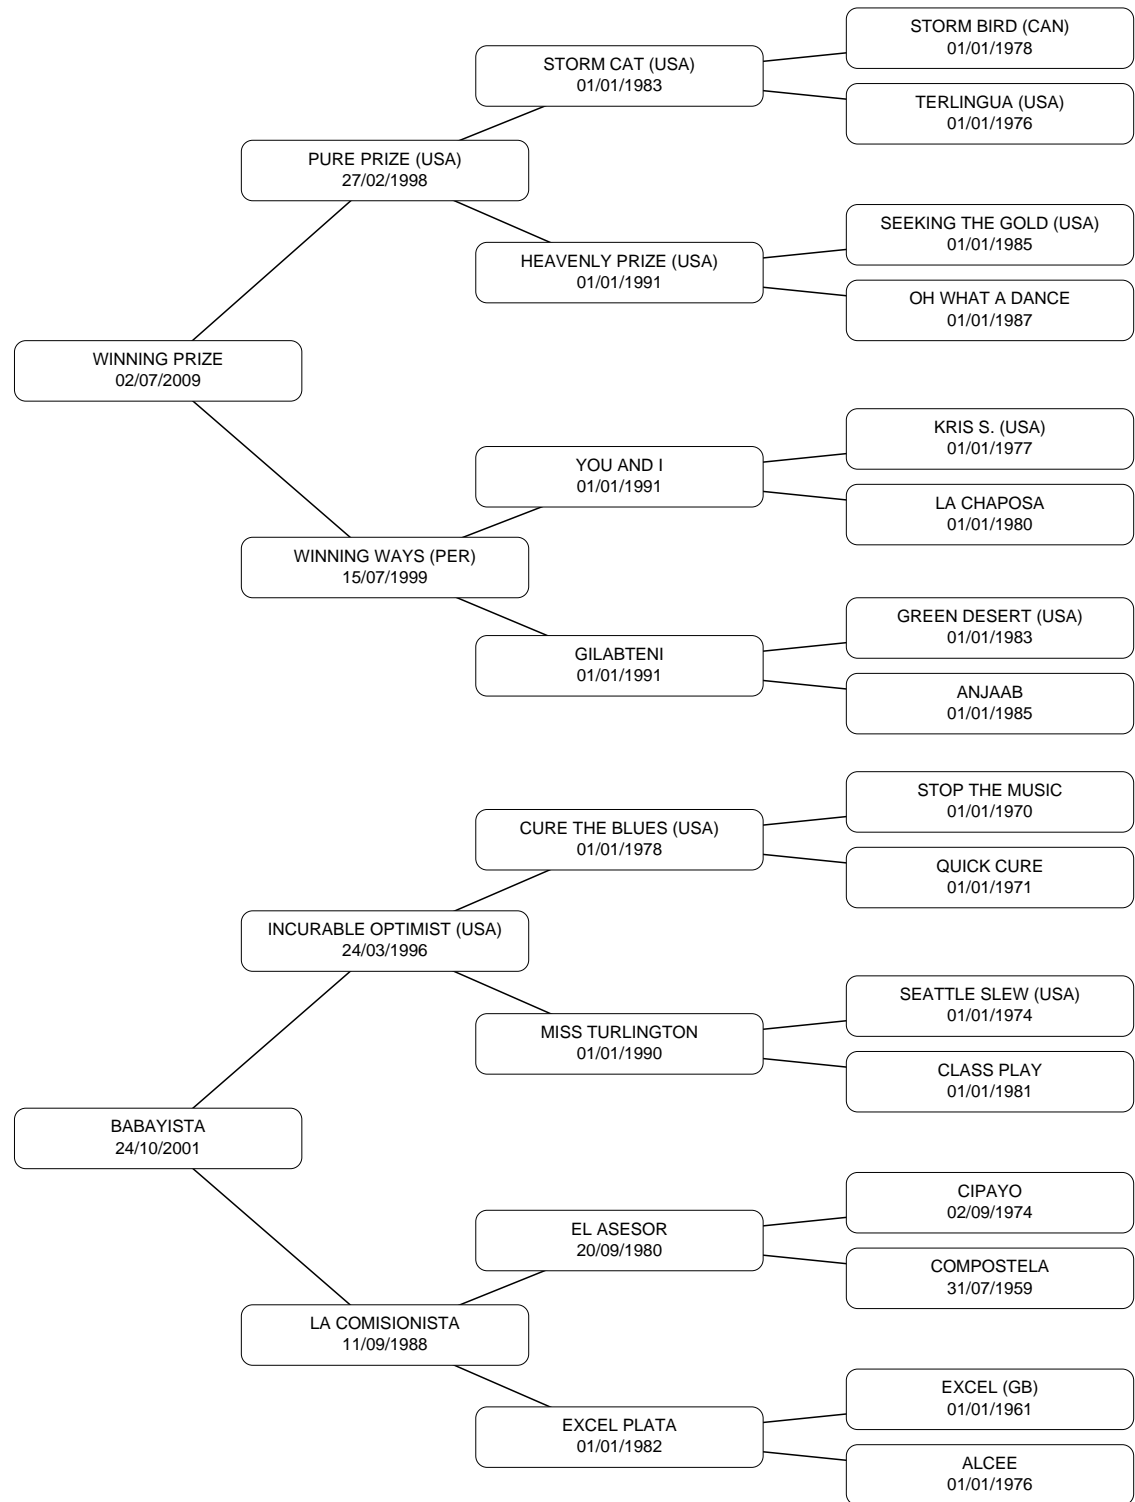 STORM BIRD (CAN)
01/01/1978
STORM CAT (USA)
01/01/1983
TERLINGUA (USA)
01/01/1976
PURE PRIZE (USA)
27/02/1998
SEEKING THE GOLD (USA)
01/01/1985
HEAVENLY PRIZE (USA)
01/01/1991
OH WHAT A DANCE
01/01/1987
WINNING PRIZE
02/07/2009
KRIS S. (USA)
01/01/1977
YOU AND I
01/01/1991
LA CHAPOSA
01/01/1980
WINNING WAYS (PER)
15/07/1999
GREEN DESERT (USA)
01/01/1983
GILABTENI
01/01/1991
ANJAAB
01/01/1985
STOP THE MUSIC
01/01/1970
CURE THE BLUES (USA)
01/01/1978
QUICK CURE
01/01/1971
INCURABLE OPTIMIST (USA)
24/03/1996
SEATTLE SLEW (USA)
01/01/1974
MISS TURLINGTON
01/01/1990
CLASS PLAY
01/01/1981
BABAYISTA
24/10/2001
CIPAYO
02/09/1974
EL ASESOR
20/09/1980
COMPOSTELA
31/07/1959
LA COMISIONISTA
11/09/1988
EXCEL (GB)
01/01/1961
EXCEL PLATA
01/01/1982
ALCEE
01/01/1976